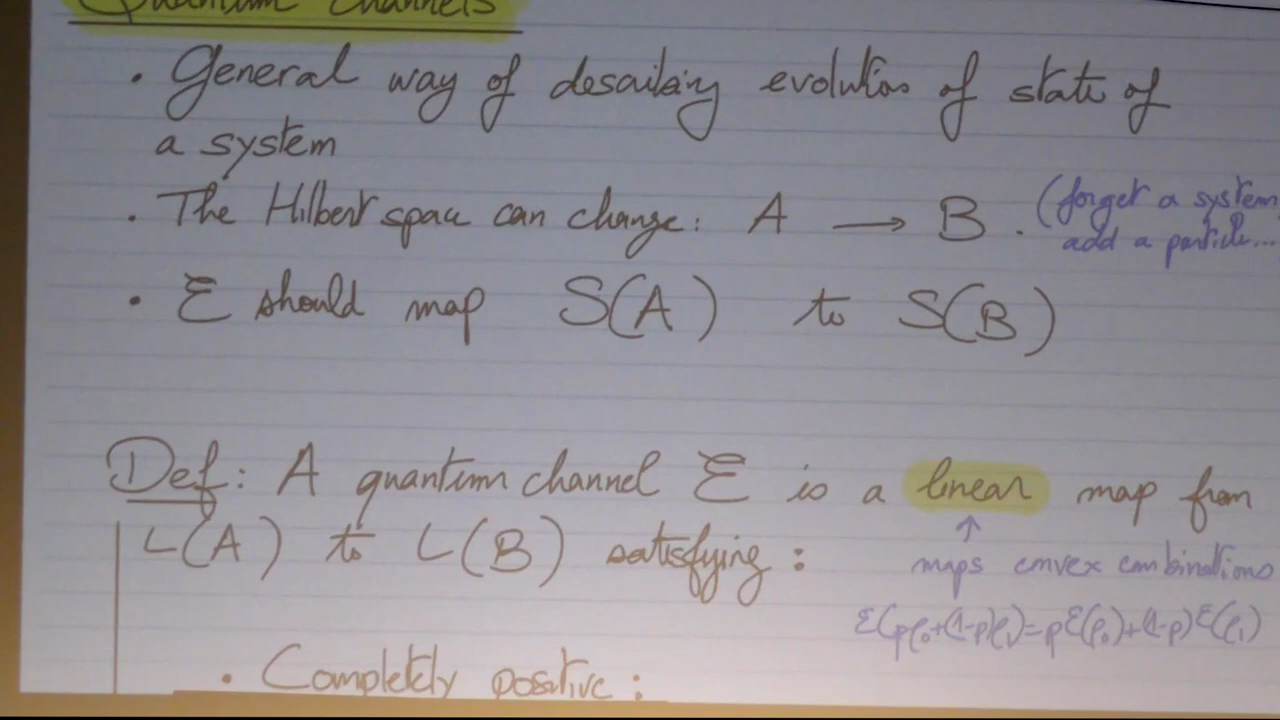 Quantum Channels
. General way of describing evolution of state of
a system
. The Hilbert space can change: A ⟶ B . (forget a system
add a particle...
. ℰ should map S(A) to S(B)
Def: A quantum channel ℰ is a linear map from
L(A) to L(B) satisfying :
↑
maps convex combinations
ℰ(pρ₀+(1-p)ρ₁)=pℰ(ρ₀)+(1-p)ℰ(ρ₁)
. Completely positive :